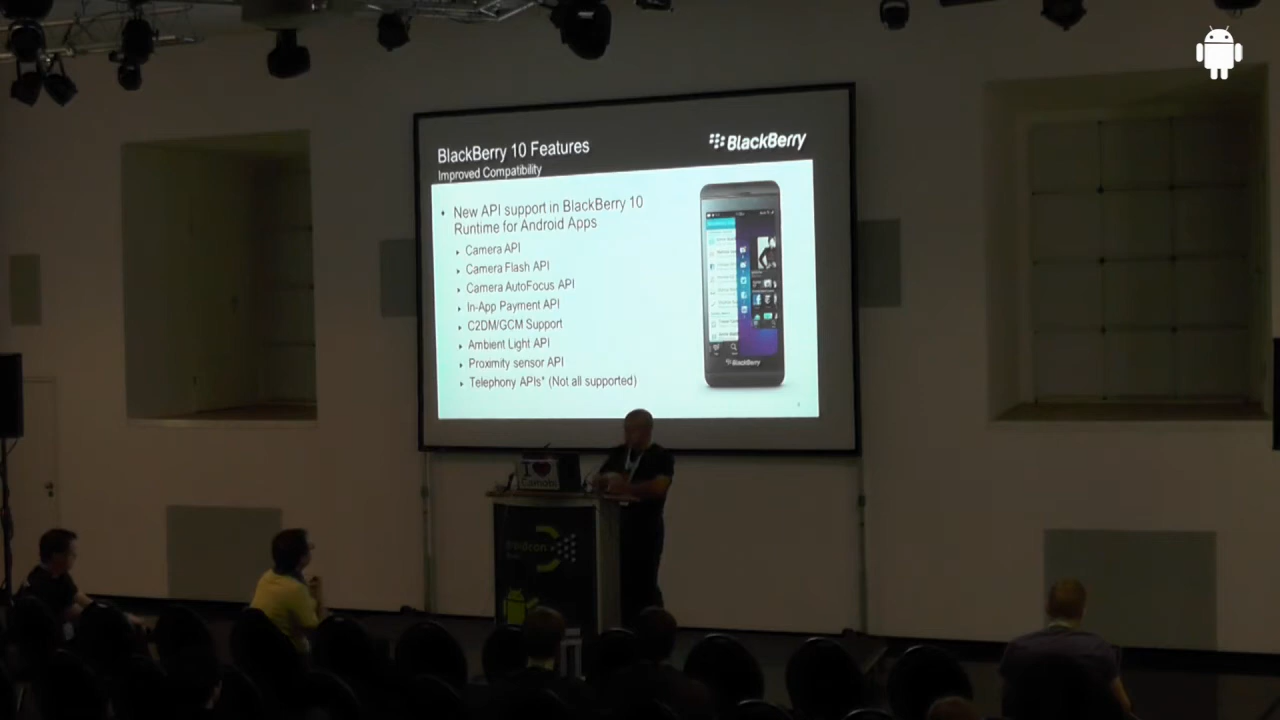 BlackBerry 10 Features
BlackBerry
Improved Compatibility
• New API support in BlackBerry 10
Runtime for Android Apps
Camera API
Camera Flash API
Camera AutoFocus API
In-App Payment API
C2DM/GCM Support
Ambient Light API
Proximity sensor API
Telephony APIs* (Not all supported)
BlackBerry
I